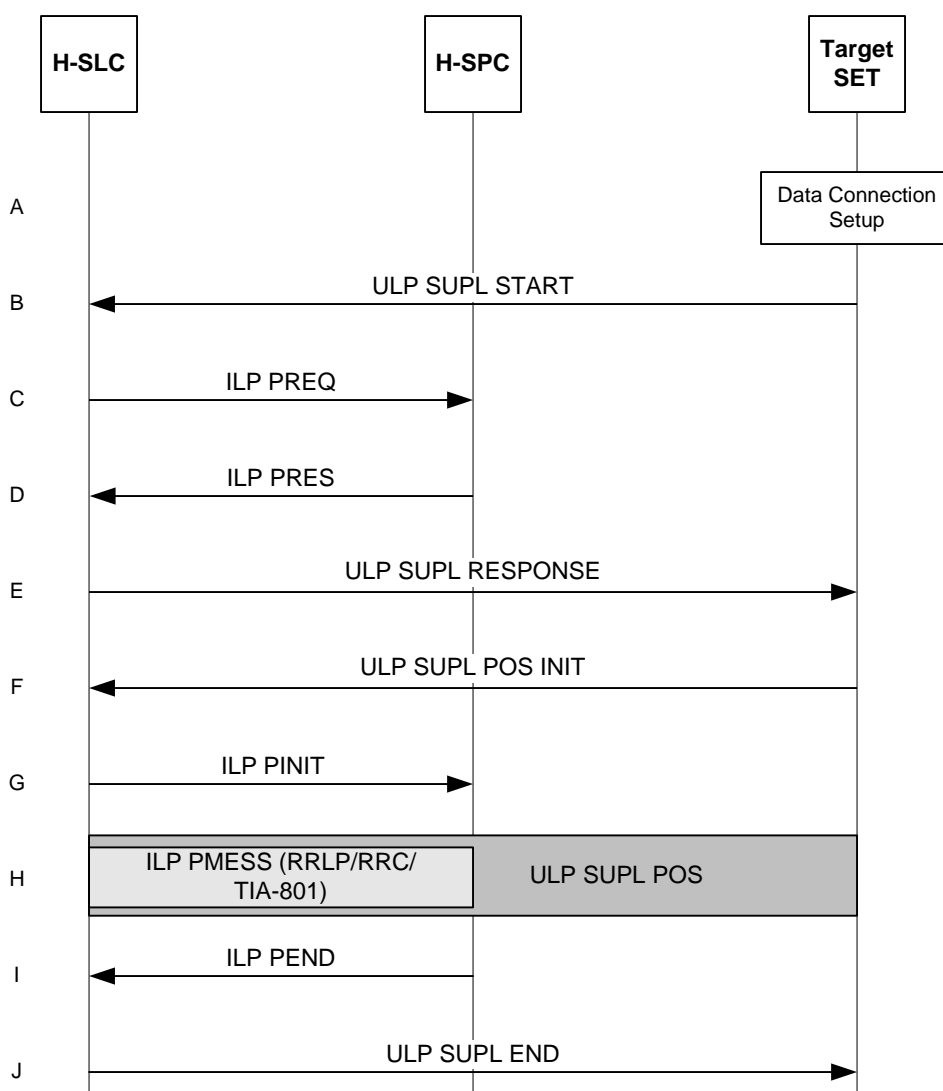 H-SLC
H-SPC
Target
SET
A
Data Connection
Setup
B
ULP SUPL START
C
ILP PREQ
D
ILP PRES
E
ULP SUPL RESPONSE
F
ULP SUPL POS INIT
G
ILP PINIT
H
ILP PMESS (RRLP/RRC/
TIA-801)
ULP SUPL POS
I
ILP PEND
J
ULP SUPL END